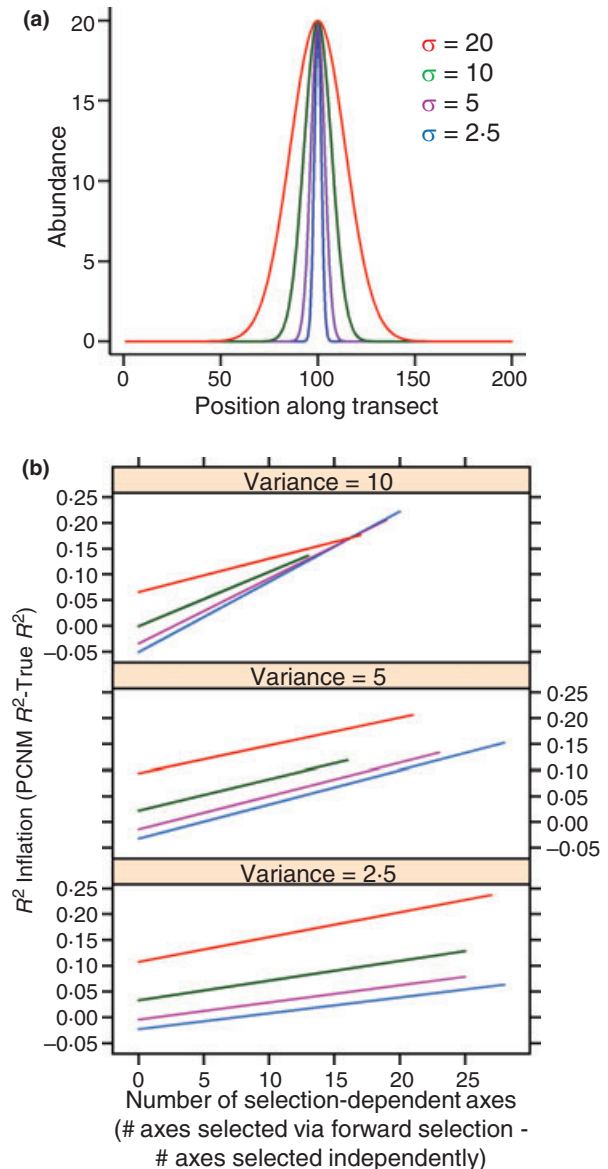 (a)
20
15
10
5
0
Abundance
σ = 20
σ = 10
σ = 5
σ = 2·5
0 50 100 150 200
Position along transect
(b)
Variance = 10
0·25
0·20
0·15
0·10
0·05
0·00
−0·05
Variance = 5
0·25
0·20
0·15
0·10
0·05
0·00
−0·05
Variance = 2·5
0·25
0·20
0·15
0·10
0·05
0·00
−0·05
R² Inflation (PCNM R²-True R²)
0 5 10 15 20 25
Number of selection-dependent axes
(# axes selected via forward selection -
# axes selected independently)